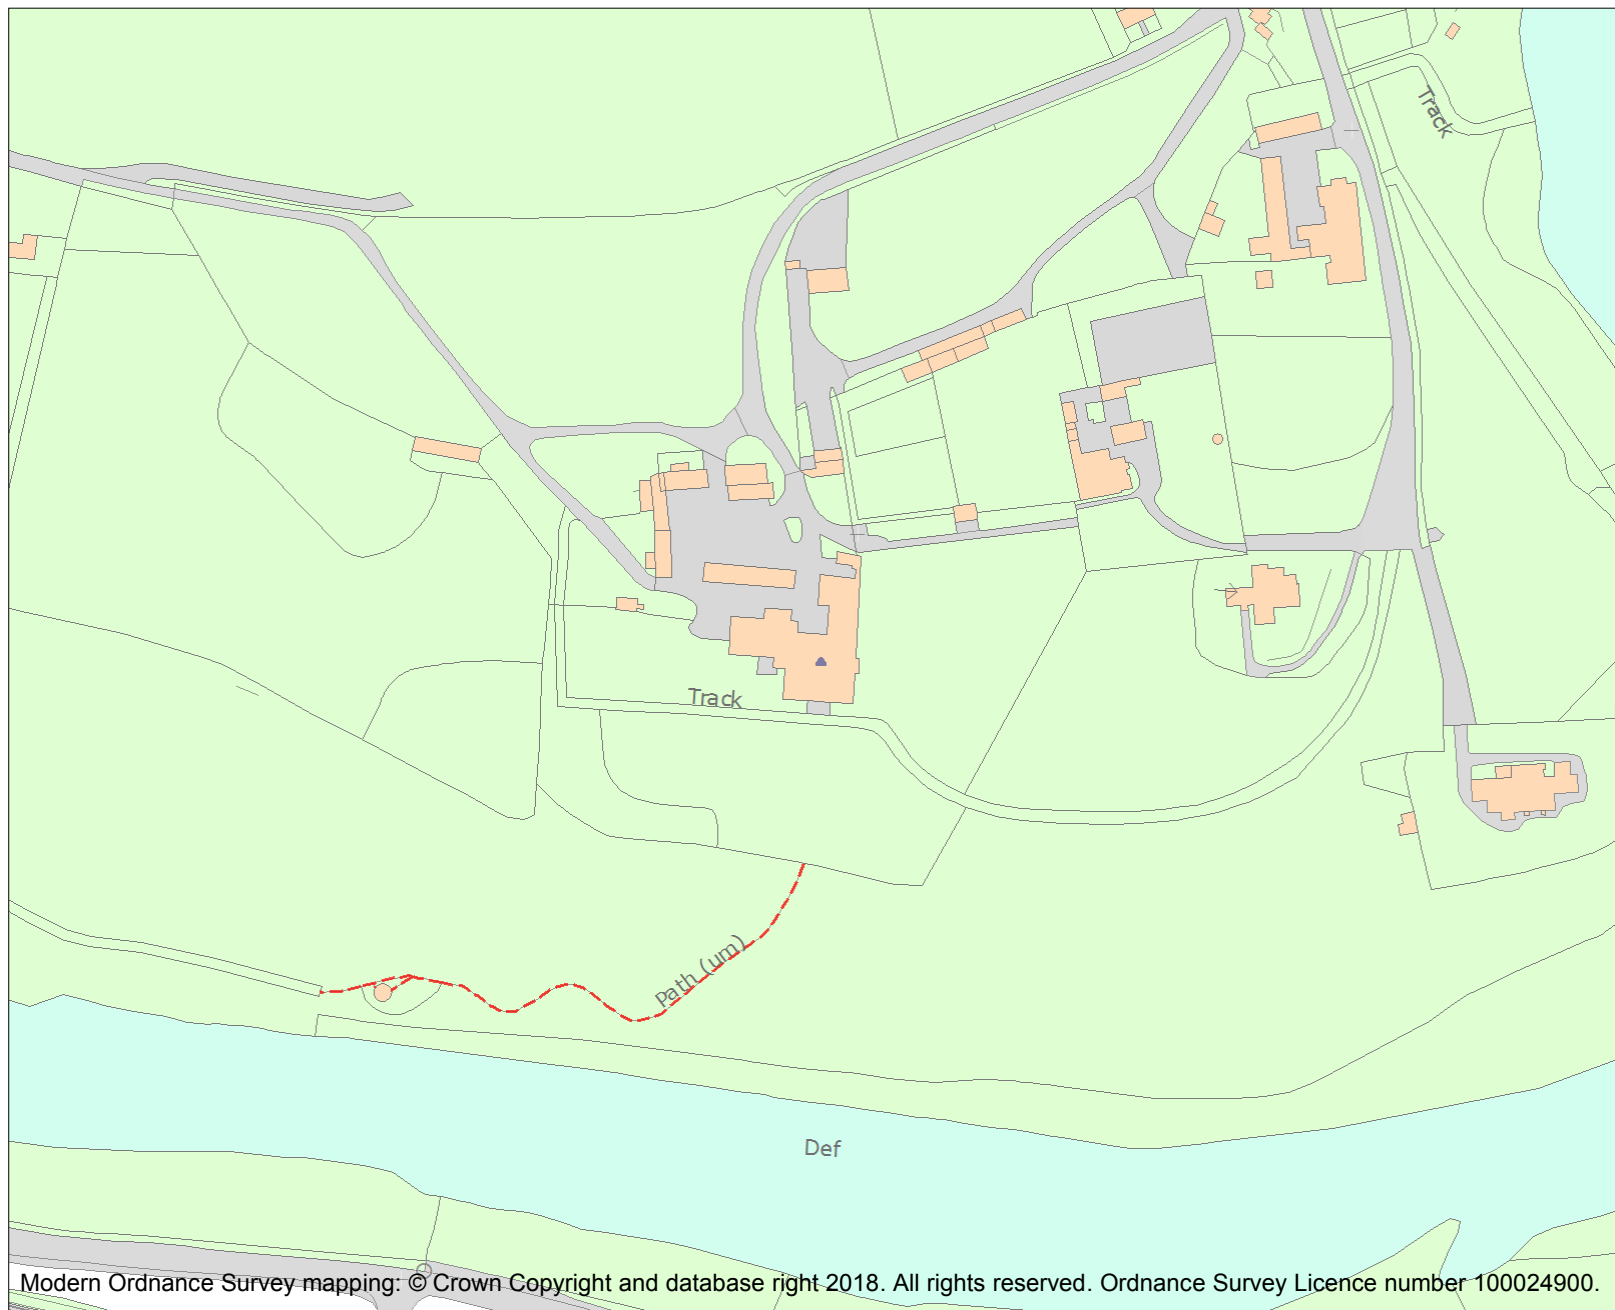 Track
Track
Path (um)
Def
Modern Ordnance Survey mapping: © Crown Copyright and database right 2018. All rights reserved. Ordnance Survey Licence number 100024900.